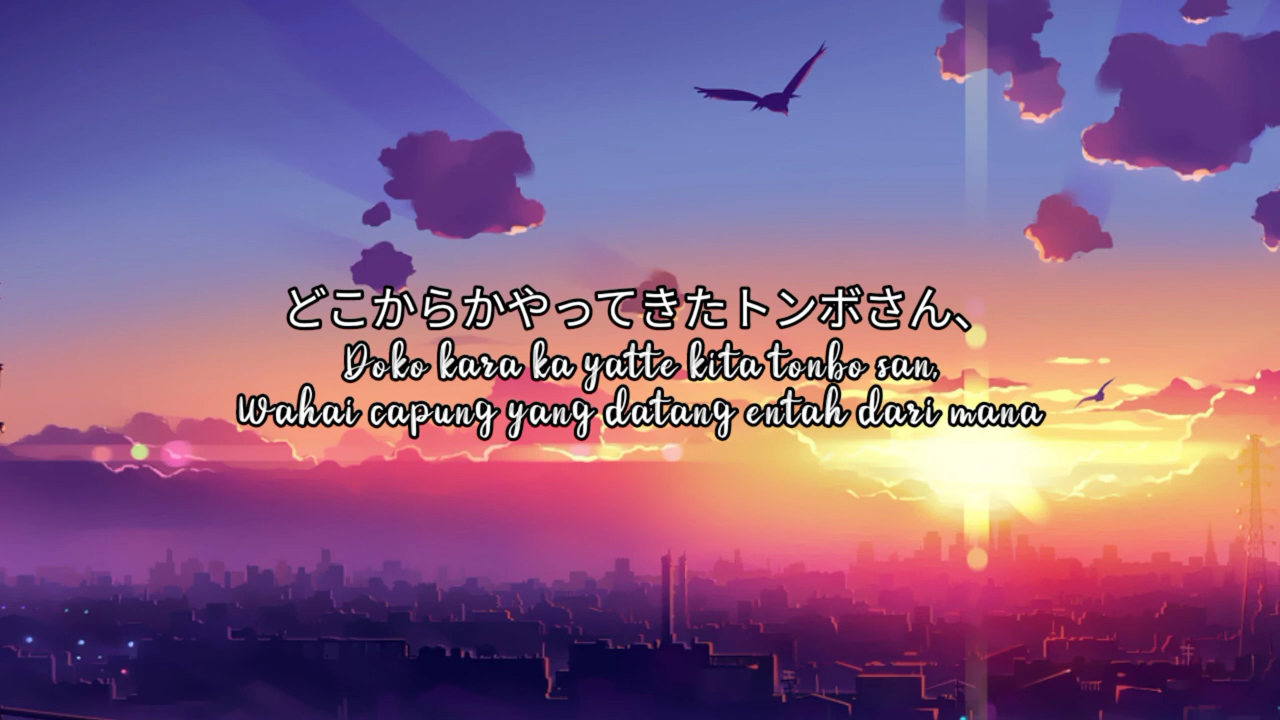 どこからかやってきたトンボさん、
Doko kara ka yatte kita tonbo san,
Wahai capung yang datang entah dari mana